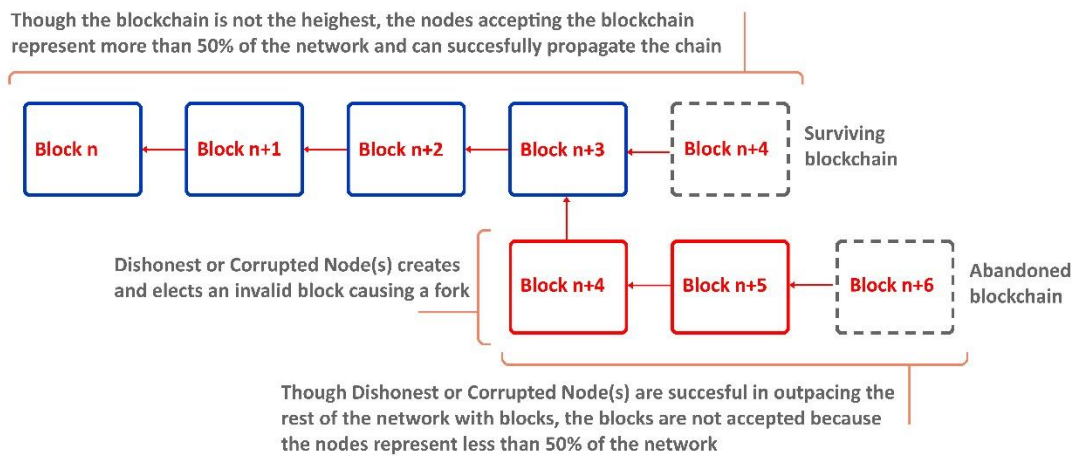 Though the blockchain is not the heighest, the nodes accepting the blockchain
represent more than 50% of the network and can succesfully propagate the chain
Block n
Block n+1
Block n+2
Block n+3
Block n+4
Surviving
blockchain
Dishonest or Corrupted Node(s) creates
and elects an invalid block causing a fork
Block n+4
Block n+5
Block n+6
Abandoned
blockchain
Though Dishonest or Corrupted Node(s) are succesful in outpacing the
rest of the network with blocks, the blocks are not accepted because
the nodes represent less than 50% of the network